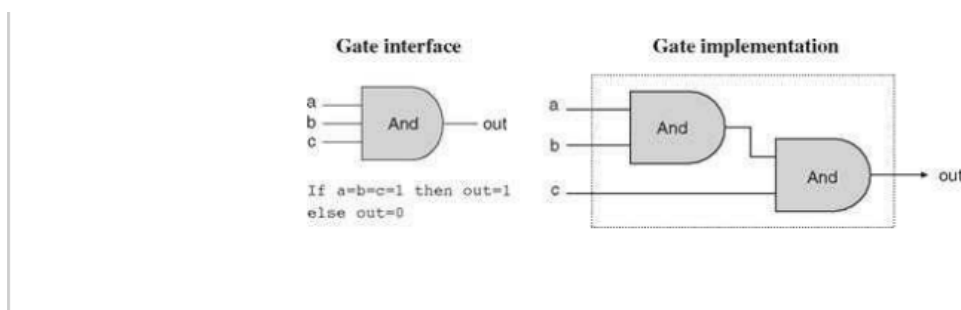 Gate interface
Gate implementation
a
b
c
And
out
If a=b=c=1 then out=1
else out=0
a
b
c
And
And
out